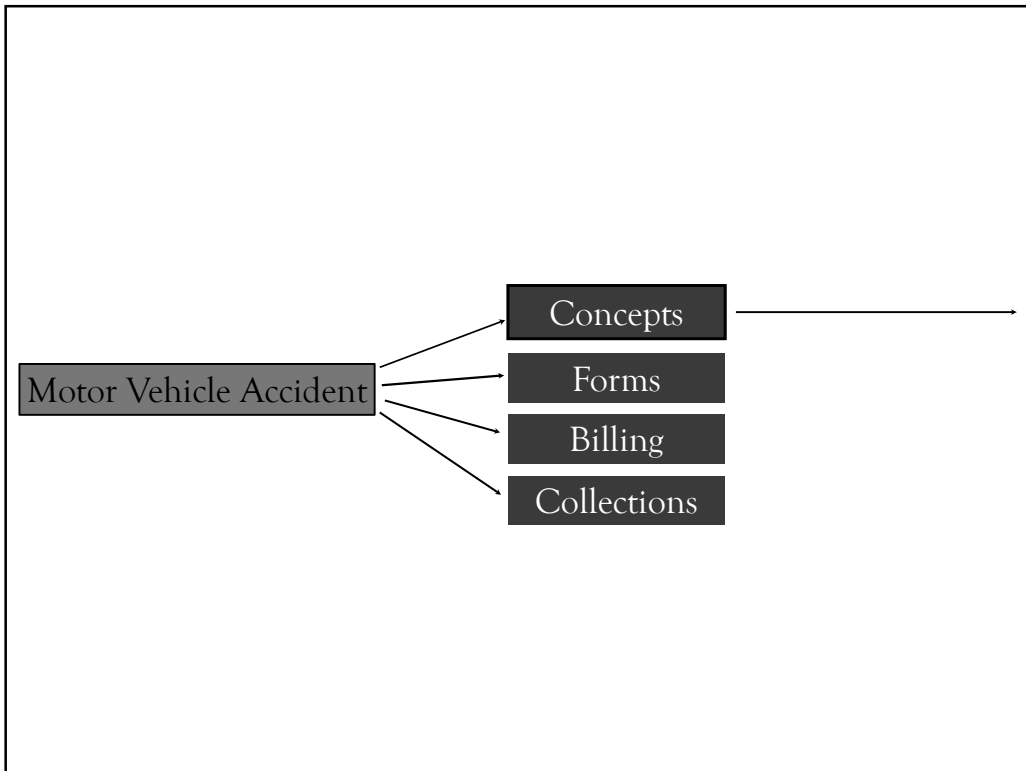 Motor Vehicle Accident
Concepts
Forms
Billing
Collections